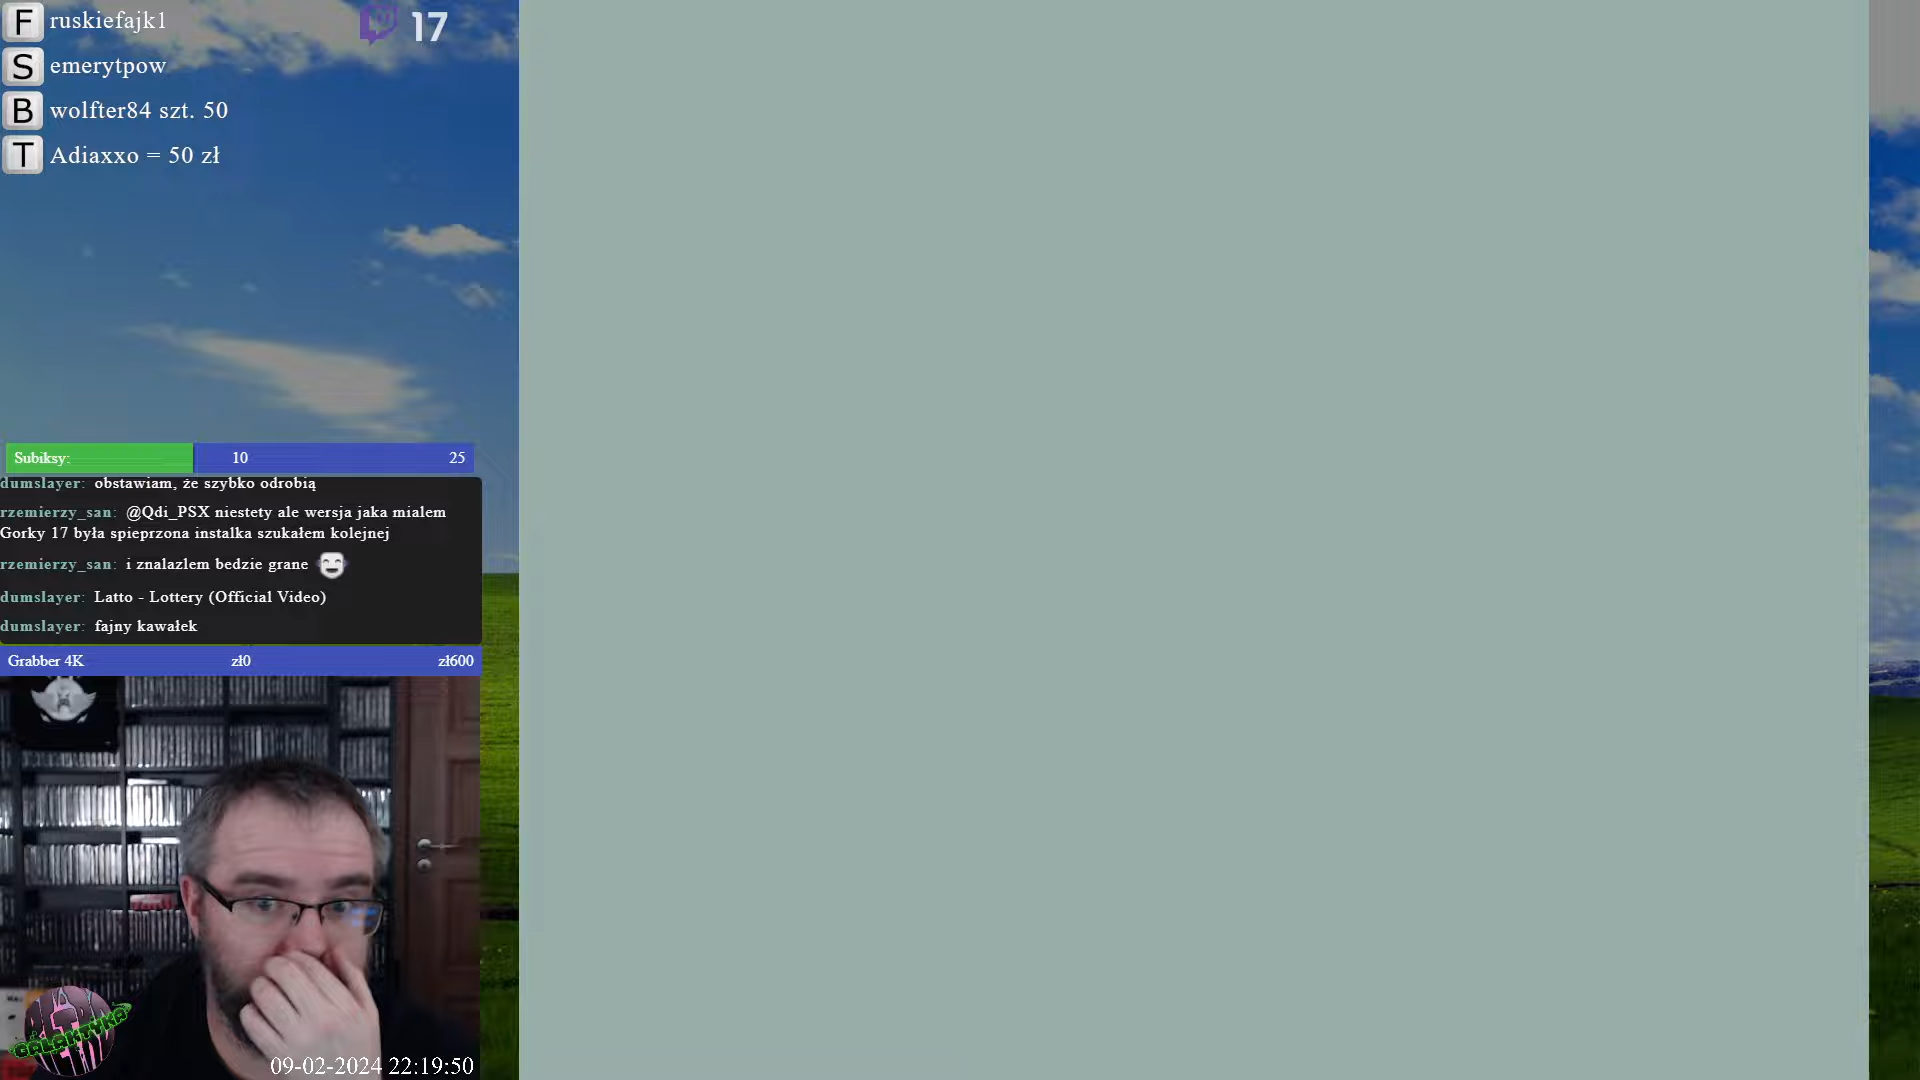 F ruskiefajk1
17
S emerytpow
B wolfter84 szt. 50
T Adiaxxo = 50 zł
Subiksy: 10 25
dumslayer: obstawiam, że szybko odrobią
rzemierzy_san: @Qdi_PSX niestety ale wersja jaka mialem
Gorky 17 była spieprzona instalka szukałem kolejnej
rzemierzy_san: i znalazlem bedzie grane
dumslayer: Latto - Lottery (Official Video)
dumslayer: fajny kawałek
Grabber 4K zł0 zł600
GALAKTYKA
09-02-2024 22:19:50